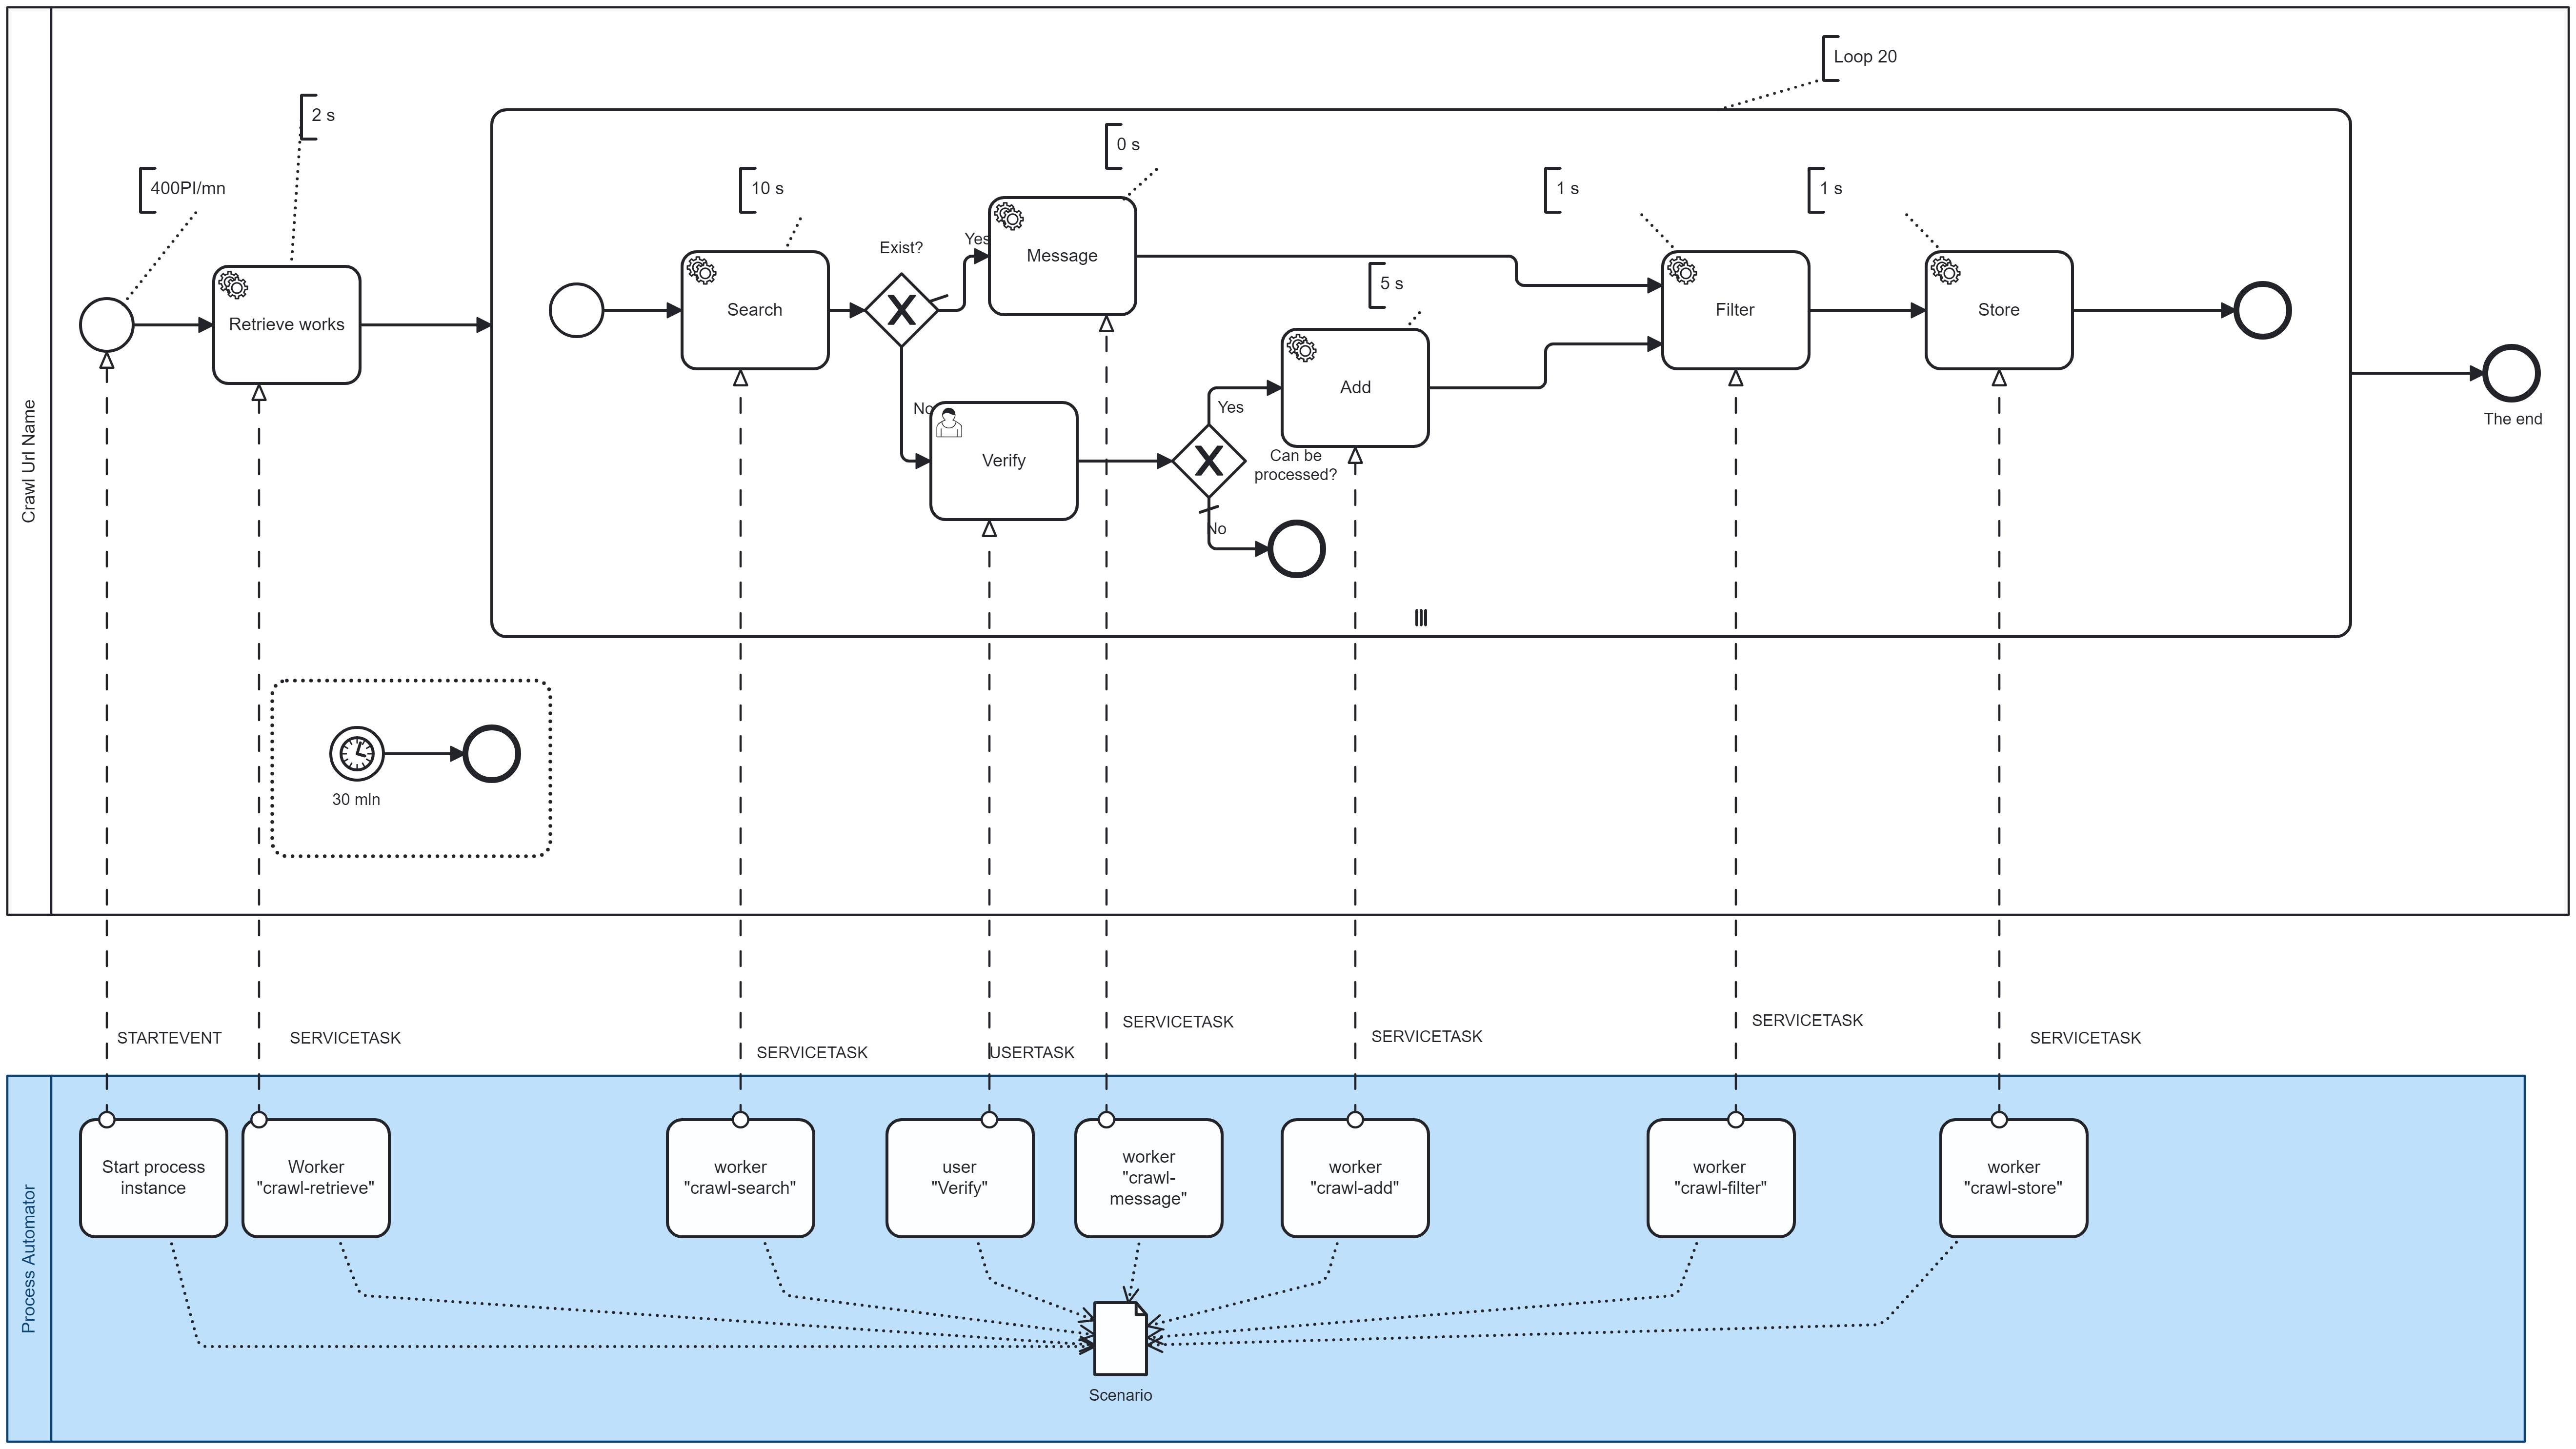 Loop 20
2 s
0 s
400PI/mn
10 s
1 s
1 s
Exist?
Yes
Message
Search
Filter
Store
Retrieve works
5 s
Add
No
Yes
Verify
Can be
processed?
No
The end
Crawl Url Name
30 mln
STARTEVENT
SERVICETASK
SERVICETASK
USERTASK
SERVICETASK
SERVICETASK
SERVICETASK
SERVICETASK
Process Automator
Start process
instance
Worker
"crawl-retrieve"
worker
"crawl-search"
user
"Verify"
worker
"crawl-
message"
worker
"crawl-add"
worker
"crawl-filter"
worker
"crawl-store"
Scenario